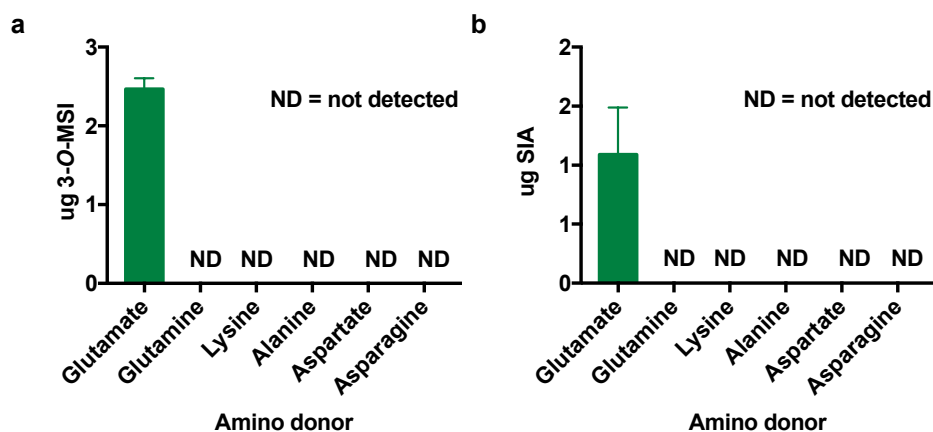 a
ug 3-O-MSI
3
2
1
0
ND = not detected
ND ND ND ND ND
Glutamate
Glutamine
Lysine
Alanine
Aspartate
Asparagine
Amino donor
b
ug SIA
2
2
1
1
0
ND = not detected
ND ND ND ND ND
Glutamate
Glutamine
Lysine
Alanine
Aspartate
Asparagine
Amino donor